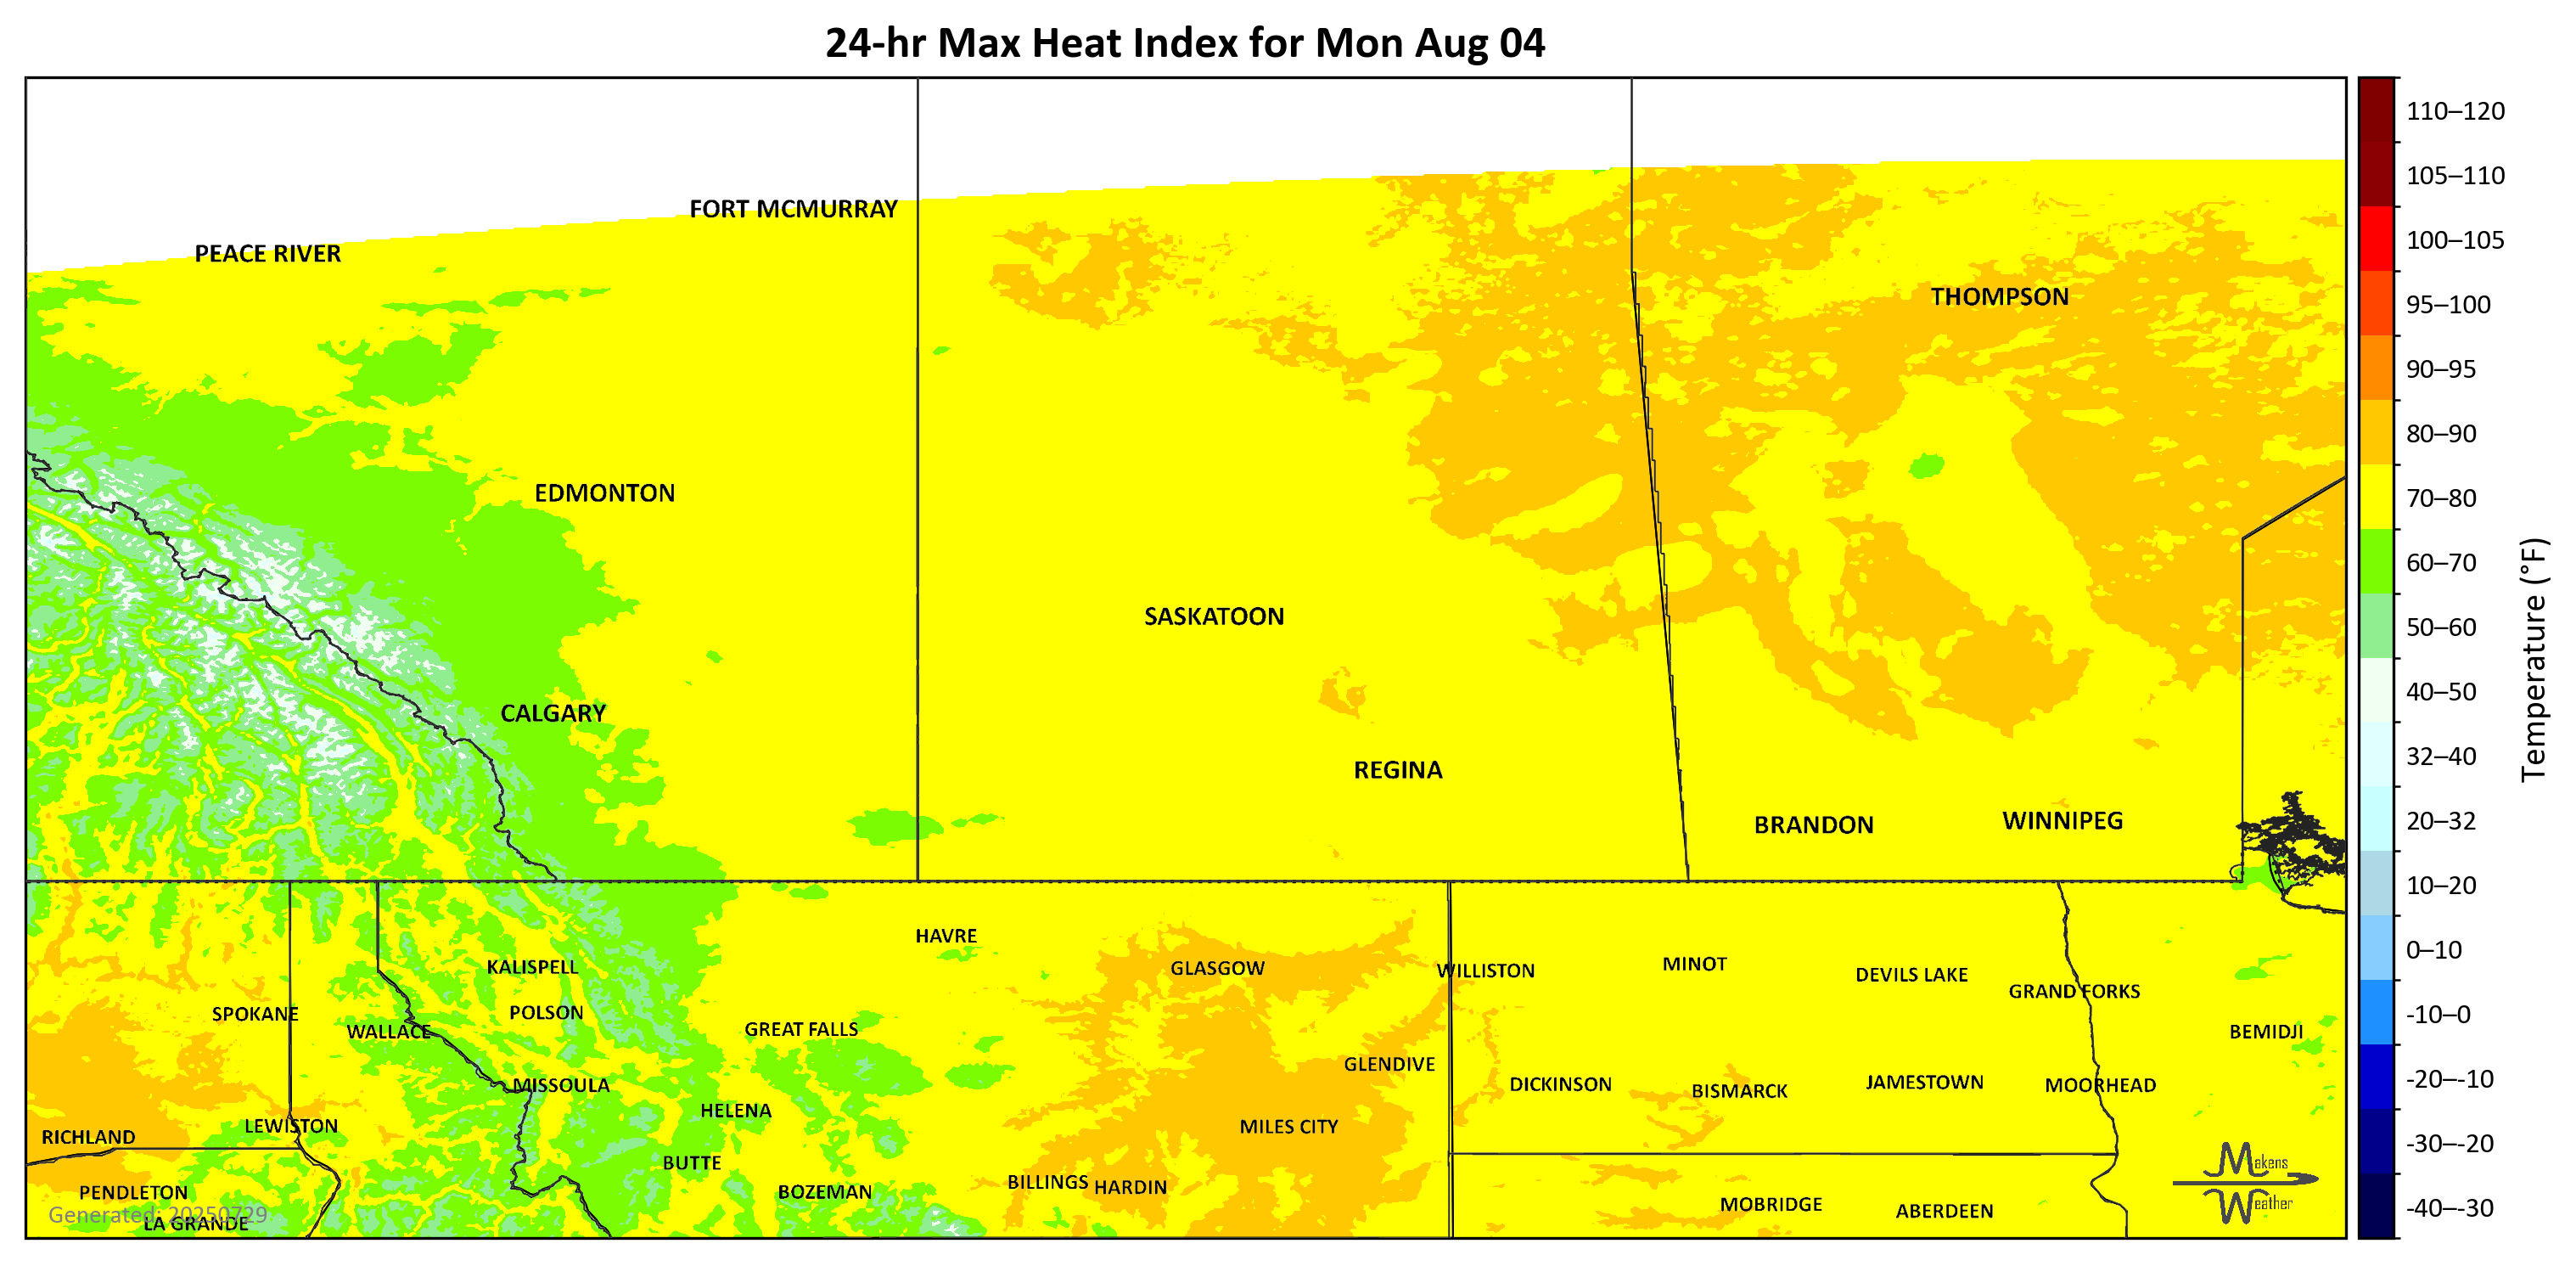 24-hr Max Heat Index for Mon Aug 04
FORT MCMURRAY
PEACE RIVER
THOMPSON
EDMONTON
SASKATOON
CALGARY
REGINA
BRANDON
WINNIPEG
HAVRE
KALISPELL
GLASGOW
WILLISTON
MINOT
DEVILS LAKE
GRAND FORKS
SPOKANE
POLSON
WALLACE
GREAT FALLS
BEMIDJI
GLENDIVE
MISSOULA
DICKINSON
BISMARCK
JAMESTOWN
MOORHEAD
HELENA
LEWISTON
MILES CITY
RICHLAND
BUTTE
PENDLETON
BOZEMAN
BILLINGS
HARDIN
MOBRIDGE
ABERDEEN
Generated: 20250729
LA GRANDE
Makens
Weather
110–120
105–110
100–105
95–100
90–95
80–90
70–80
60–70
50–60
40–50
32–40
20–32
10–20
0–10
-10–0
-20–-10
-30–-20
-40–-30
Temperature (°F)